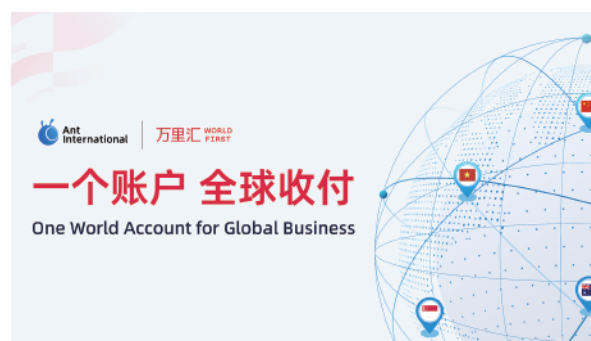 Ant
International
万里汇 WORLD
FIRST
一个账户 全球收付
One World Account for Global Business